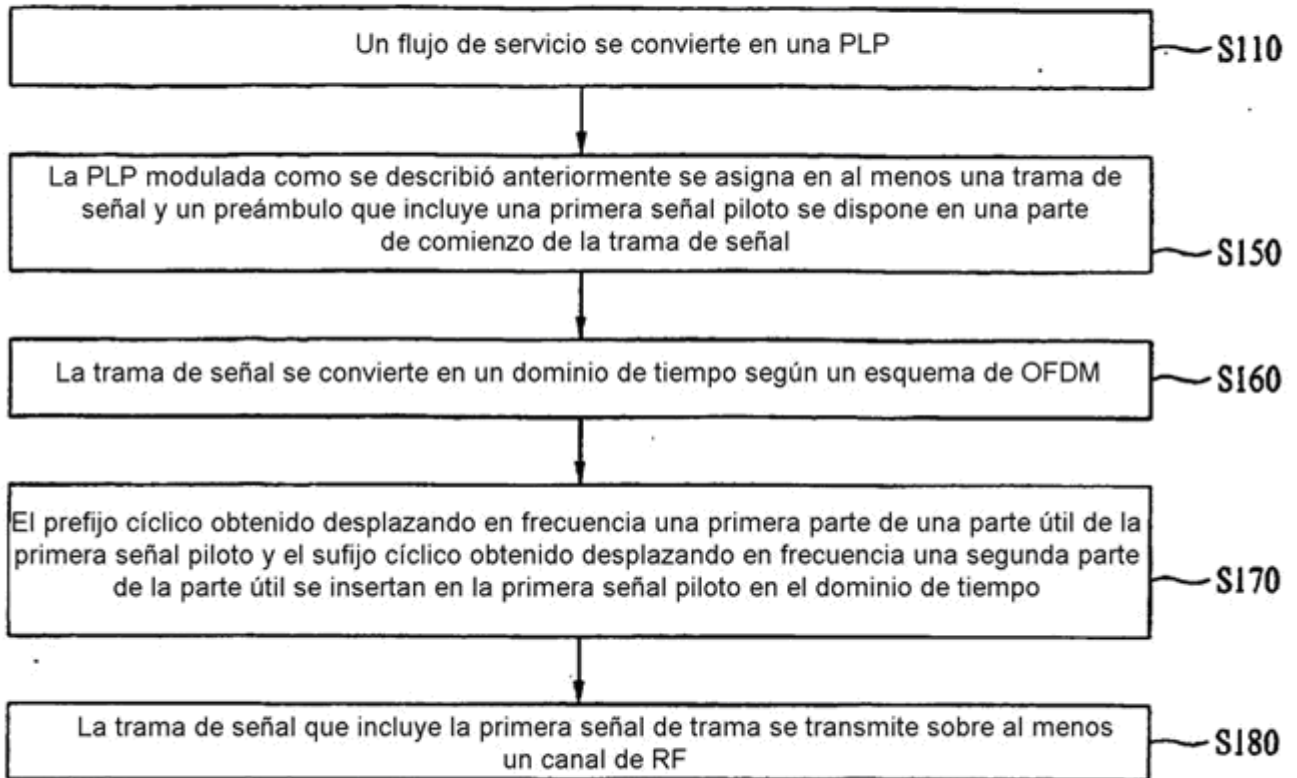 Un flujo de servicio se convierte en una PLP
S110
La PLP modulada como se describió anteriormente se asigna en al menos una trama de
señal y un preámbulo que incluye una primera señal piloto se dispone en una parte
de comienzo de la trama de señal
S150
La trama de señal se convierte en un dominio de tiempo según un esquema de OFDM
S160
El prefijo cíclico obtenido desplazando en frecuencia una primera parte de una parte útil de la
primera señal piloto y el sufijo cíclico obtenido desplazando en frecuencia una segunda parte
de la parte útil se insertan en la primera señal piloto en el dominio de tiempo
S170
La trama de señal que incluye la primera señal de trama se transmite sobre al menos
un canal de RF
S180